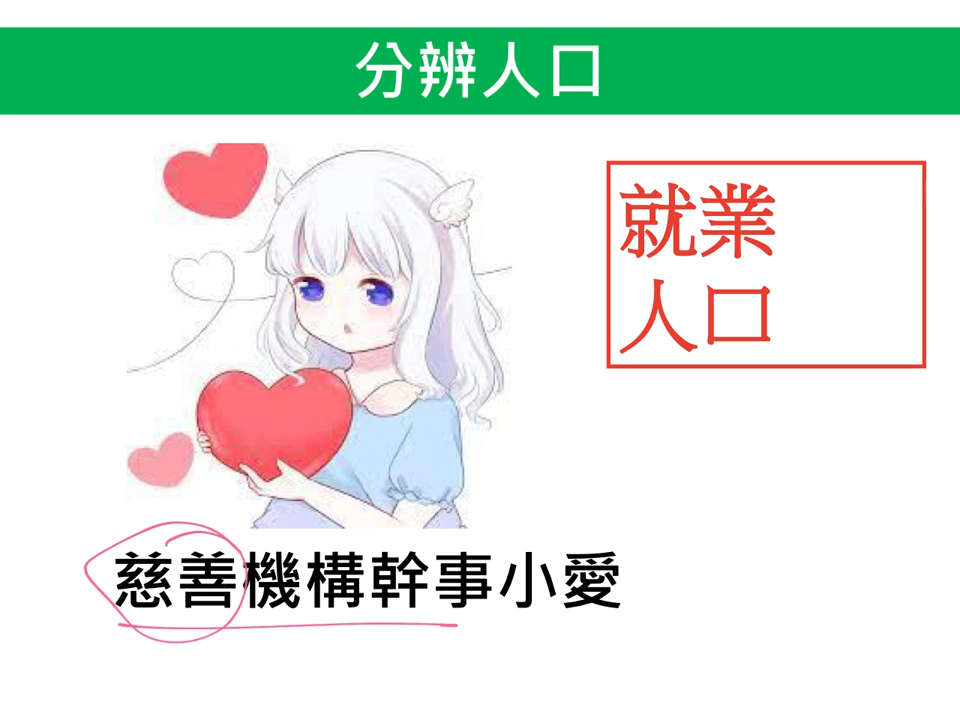 分辨人口
就業
人口
慈善機構幹事小愛